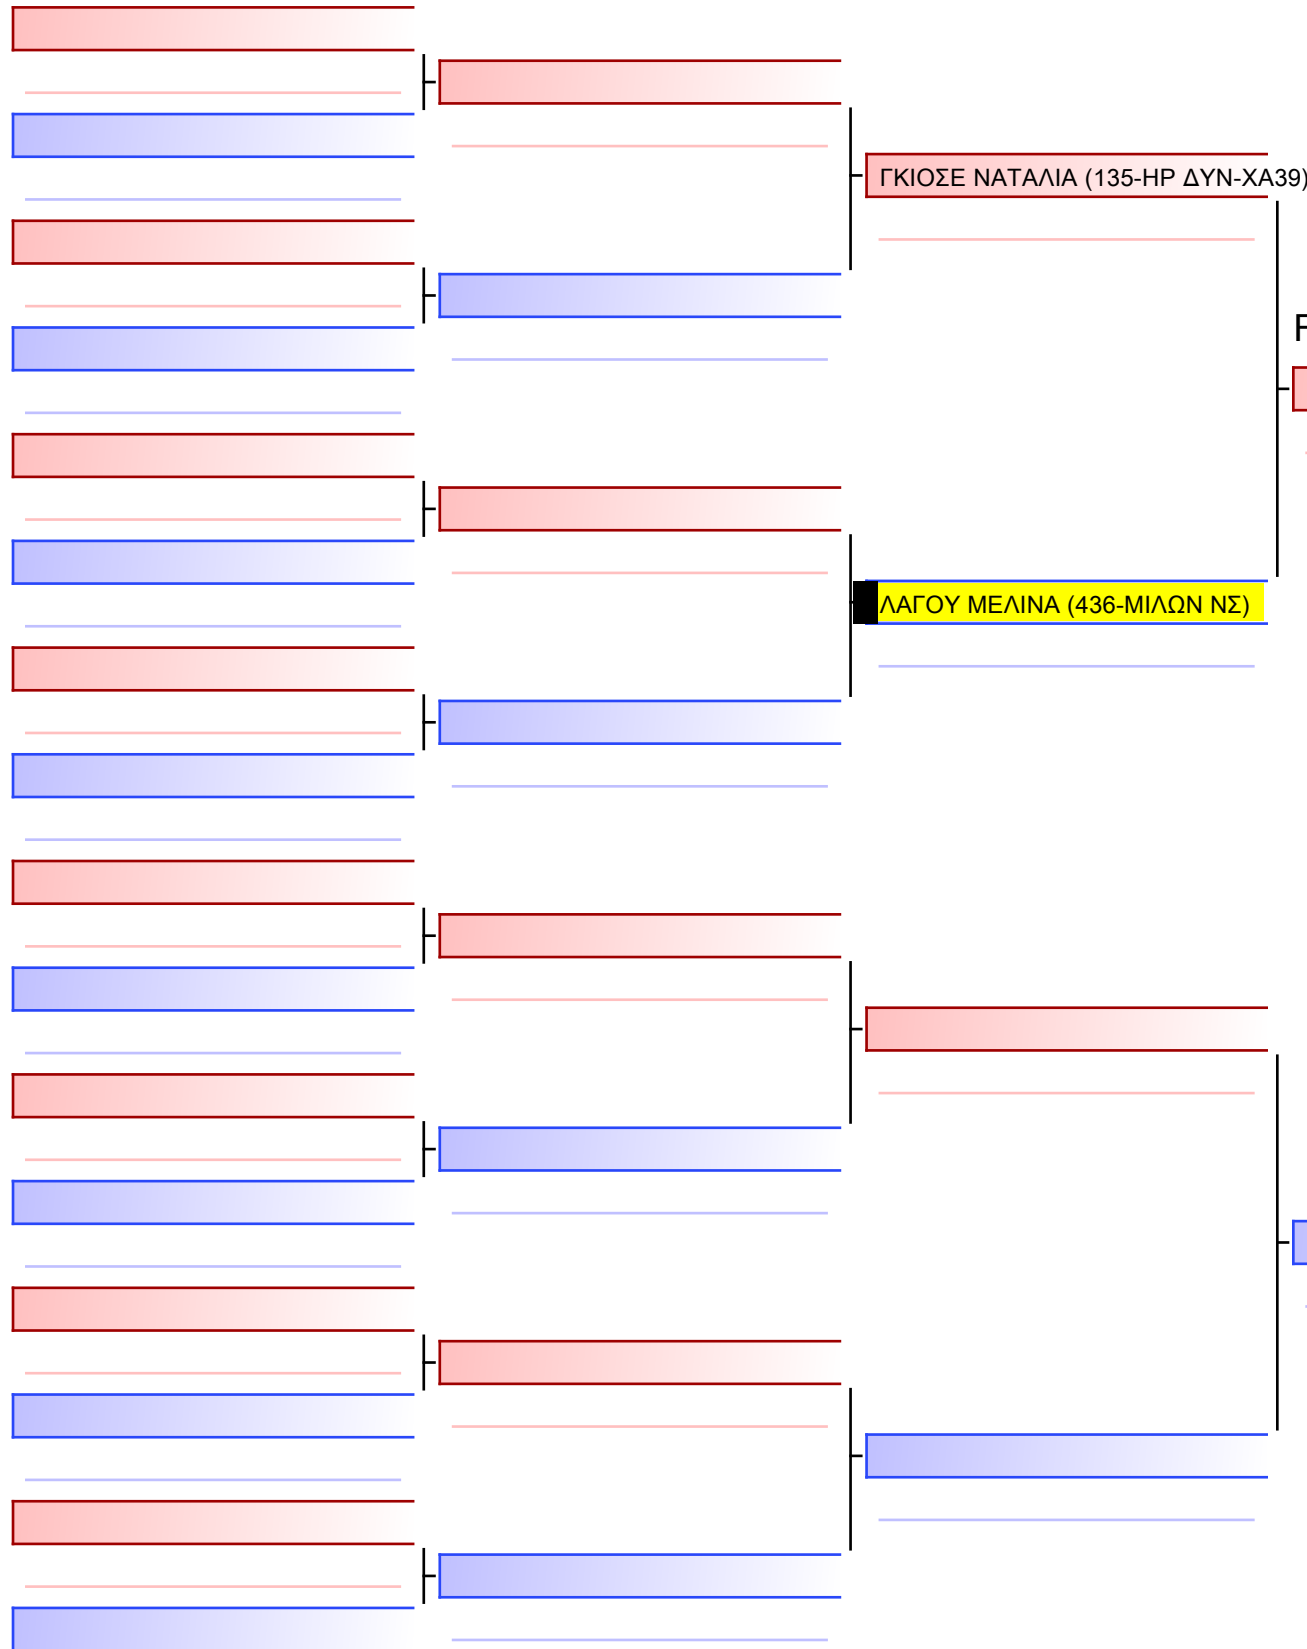 ΓΚΙΟΣΕ ΝΑΤΑΛΙΑ (135-ΗΡ ΔΥΝ-ΧΑ39)
ΛΑΓΟΥ ΜΕΛΙΝΑ (436-ΜΙΛΩΝ ΝΣ)